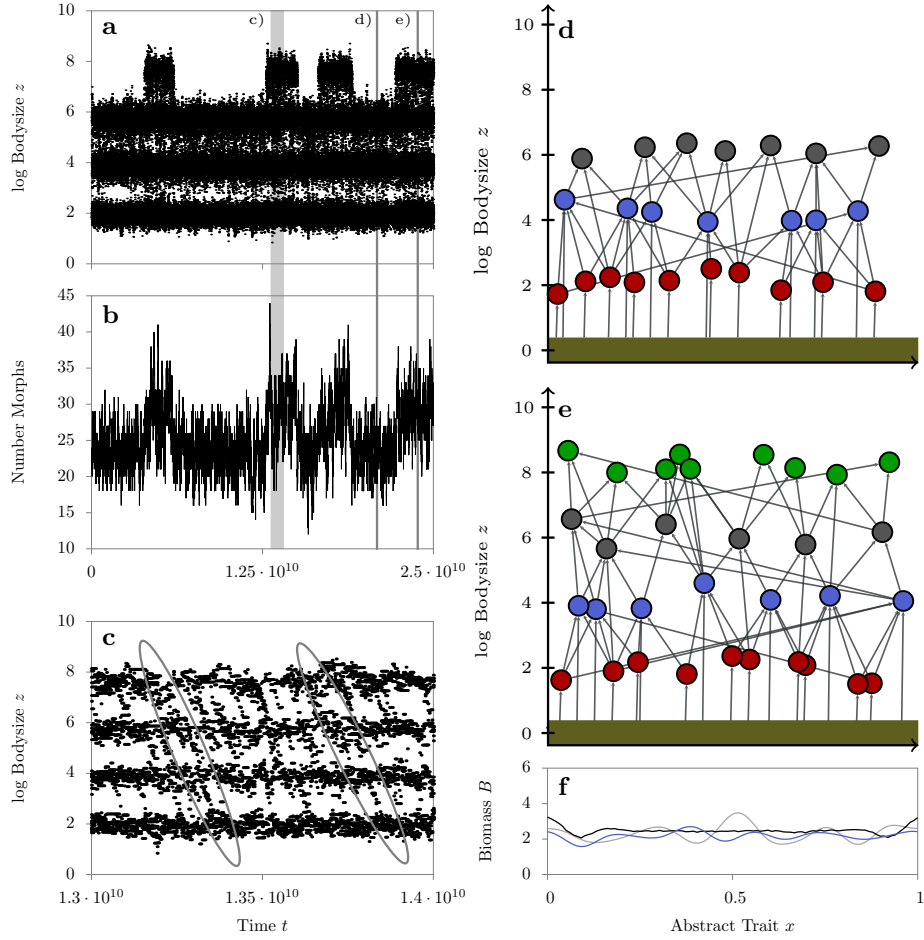 a
c)
d)
e)
10
8
6
4
2
0
log Bodysize z
b
45
40
35
30
25
20
15
10
Number Morphs
0
1.25 · 10^10
2.5 · 10^10
c
10
8
6
4
2
0
log Bodysize z
1.3 · 10^10
1.35 · 10^10
1.4 · 10^10
Time t
d
10
8
6
4
2
0
log Bodysize z
e
10
8
6
4
2
0
log Bodysize z
f
6
4
2
0
Biomass B
0
0.5
1
Abstract Trait x